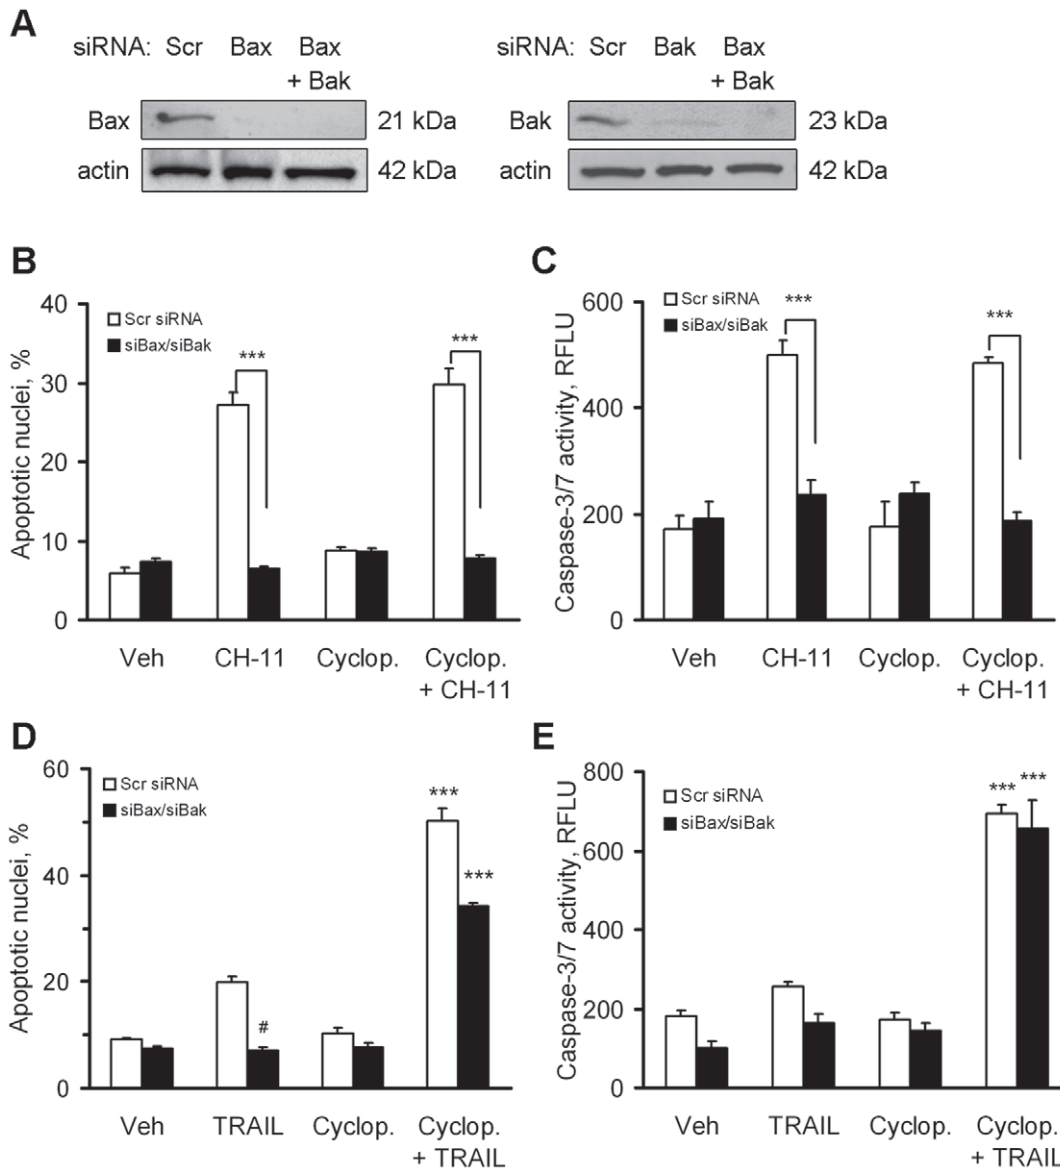 A
siRNA: Scr Bax Bax
+ Bak
Bax 21 kDa
actin 42 kDa
siRNA: Scr Bak Bax
+ Bak
Bak 23 kDa
actin 42 kDa
B
Apoptotic nuclei, %
40
30
20
10
0
Scr siRNA
siBax/siBak
***
***
Veh CH-11 Cyclop. Cyclop.
+ CH-11
C
Caspase-3/7 activity, RFLU
600
400
200
0
Scr siRNA
siBax/siBak
***
***
Veh CH-11 Cyclop. Cyclop.
+ CH-11
D
Apoptotic nuclei, %
60
40
20
0
Scr siRNA
siBax/siBak
#
***
***
Veh TRAIL Cyclop. Cyclop.
+ TRAIL
E
Caspase-3/7 activity, RFLU
800
600
400
200
0
Scr siRNA
siBax/siBak
*** ***
Veh TRAIL Cyclop. Cyclop.
+ TRAIL